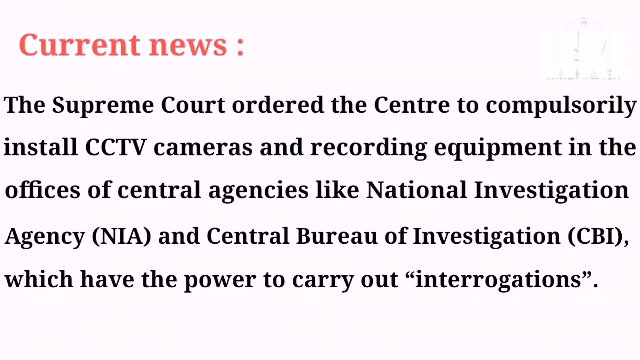 Current news :
The Supreme Court ordered the Centre to compulsorily
install CCTV cameras and recording equipment in the
offices of central agencies like National Investigation
Agency (NIA) and Central Bureau of Investigation (CBI),
which have the power to carry out “interrogations”.